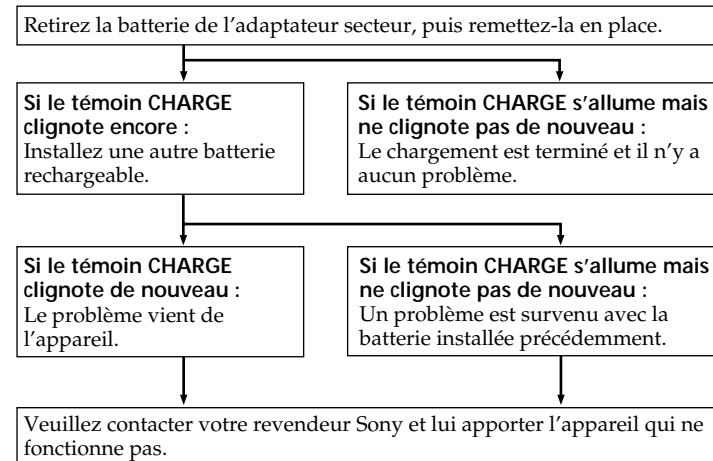 Retirez la batterie de l'adaptateur secteur, puis remettez-la en place.
Si le témoin CHARGE
clignote encore :
Installez une autre batterie
rechargeable.
Si le témoin CHARGE s'allume mais
ne clignote pas de nouveau :
Le chargement est terminé et il n'y a
aucun problème.
Si le témoin CHARGE
clignote de nouveau :
Le problème vient de
l'appareil.
Si le témoin CHARGE s'allume mais
ne clignote pas de nouveau :
Un problème est survenu avec la
batterie installée précédemment.
Veuillez contacter votre revendeur Sony et lui apporter l'appareil qui ne
fonctionne pas.